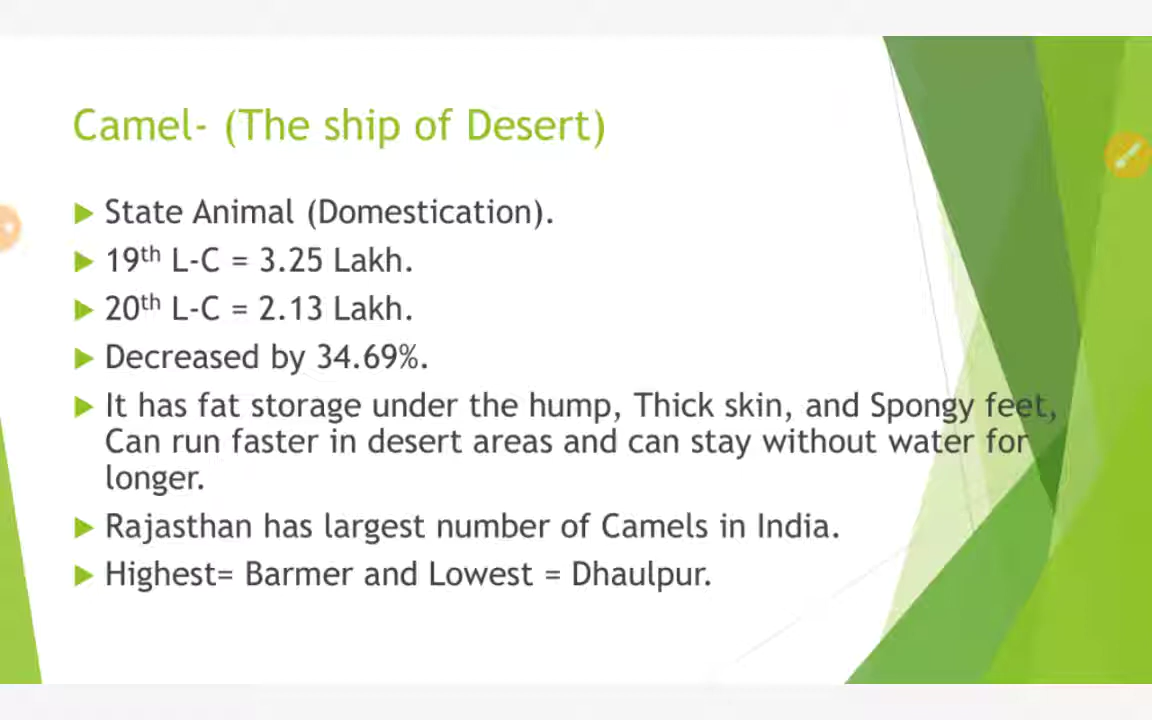 Camel- (The ship of Desert)
State Animal (Domestication).
19th L-C = 3.25 Lakh.
20th L-C = 2.13 Lakh.
Decreased by 34.69%.
It has fat storage under the hump, Thick skin, and Spongy feet,
Can run faster in desert areas and can stay without water for
longer.
Rajasthan has largest number of Camels in India.
Highest= Barmer and Lowest = Dhaulpur.